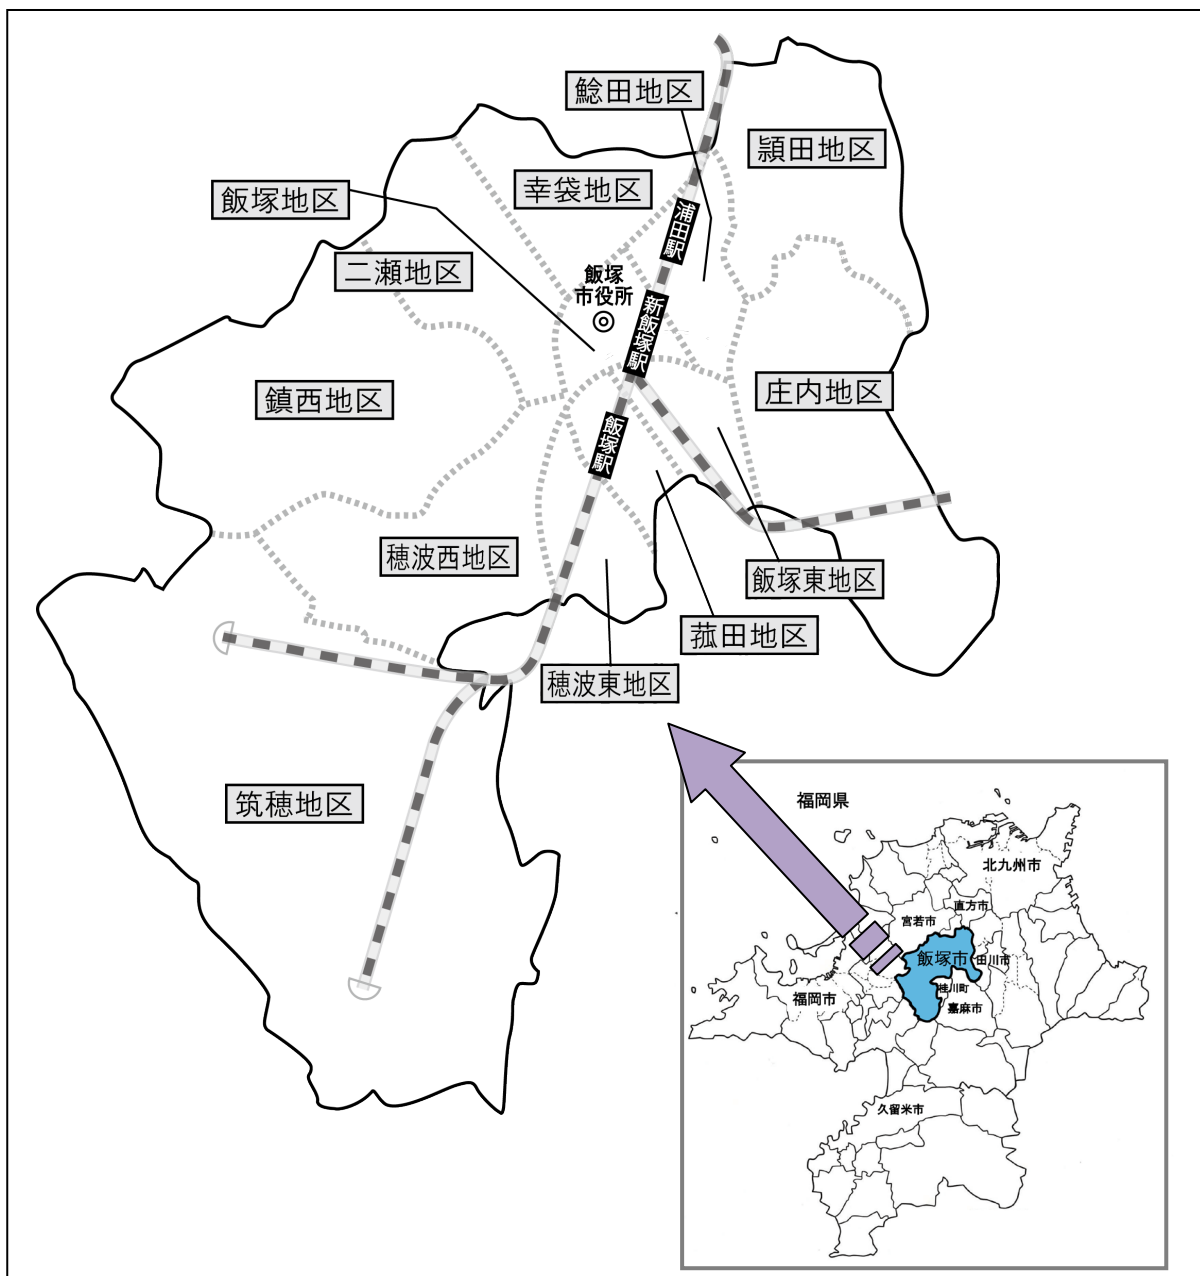 鯰田地区
頴田地区
幸袋地区
飯塚地区
浦田駅
二瀬地区
飯塚
市役所
新飯塚駅
鎮西地区
庄内地区
飯塚駅
穂波西地区
飯塚東地区
菰田地区
穂波東地区
筑穂地区
福岡県
北九州市
直方市
宮若市
飯塚市
田川市
桂川町
福岡市
嘉麻市
久留米市